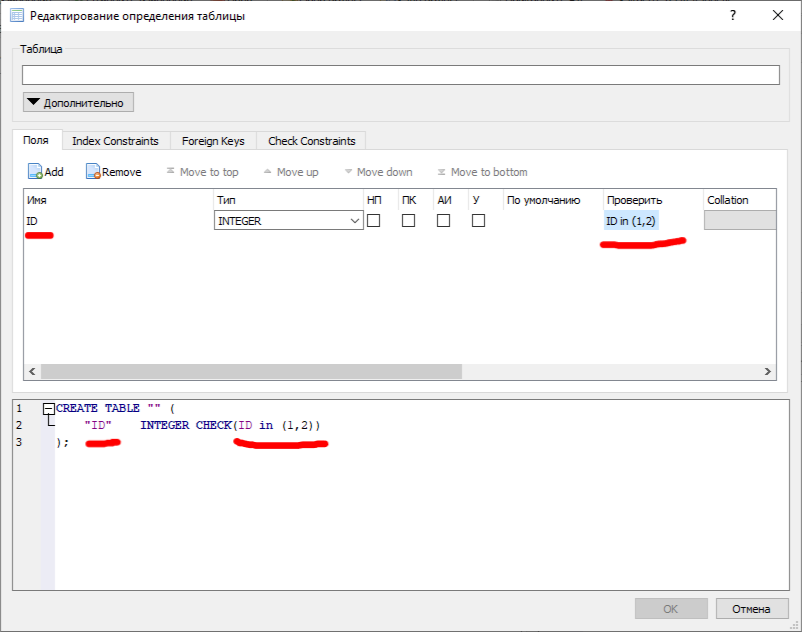 Редактирование определения таблицы
?
Таблица
Дополнительно
Поля Index Constraints Foreign Keys Check Constraints
Add Remove Move to top Move up Move down Move to bottom
Имя Тип НП ПК АИ У По умолчанию Проверить Collation
ID INTEGER ID in (1,2)
1 CREATE TABLE "" (
2 "ID" INTEGER CHECK(ID in (1,2))
3 );
OK Отмена